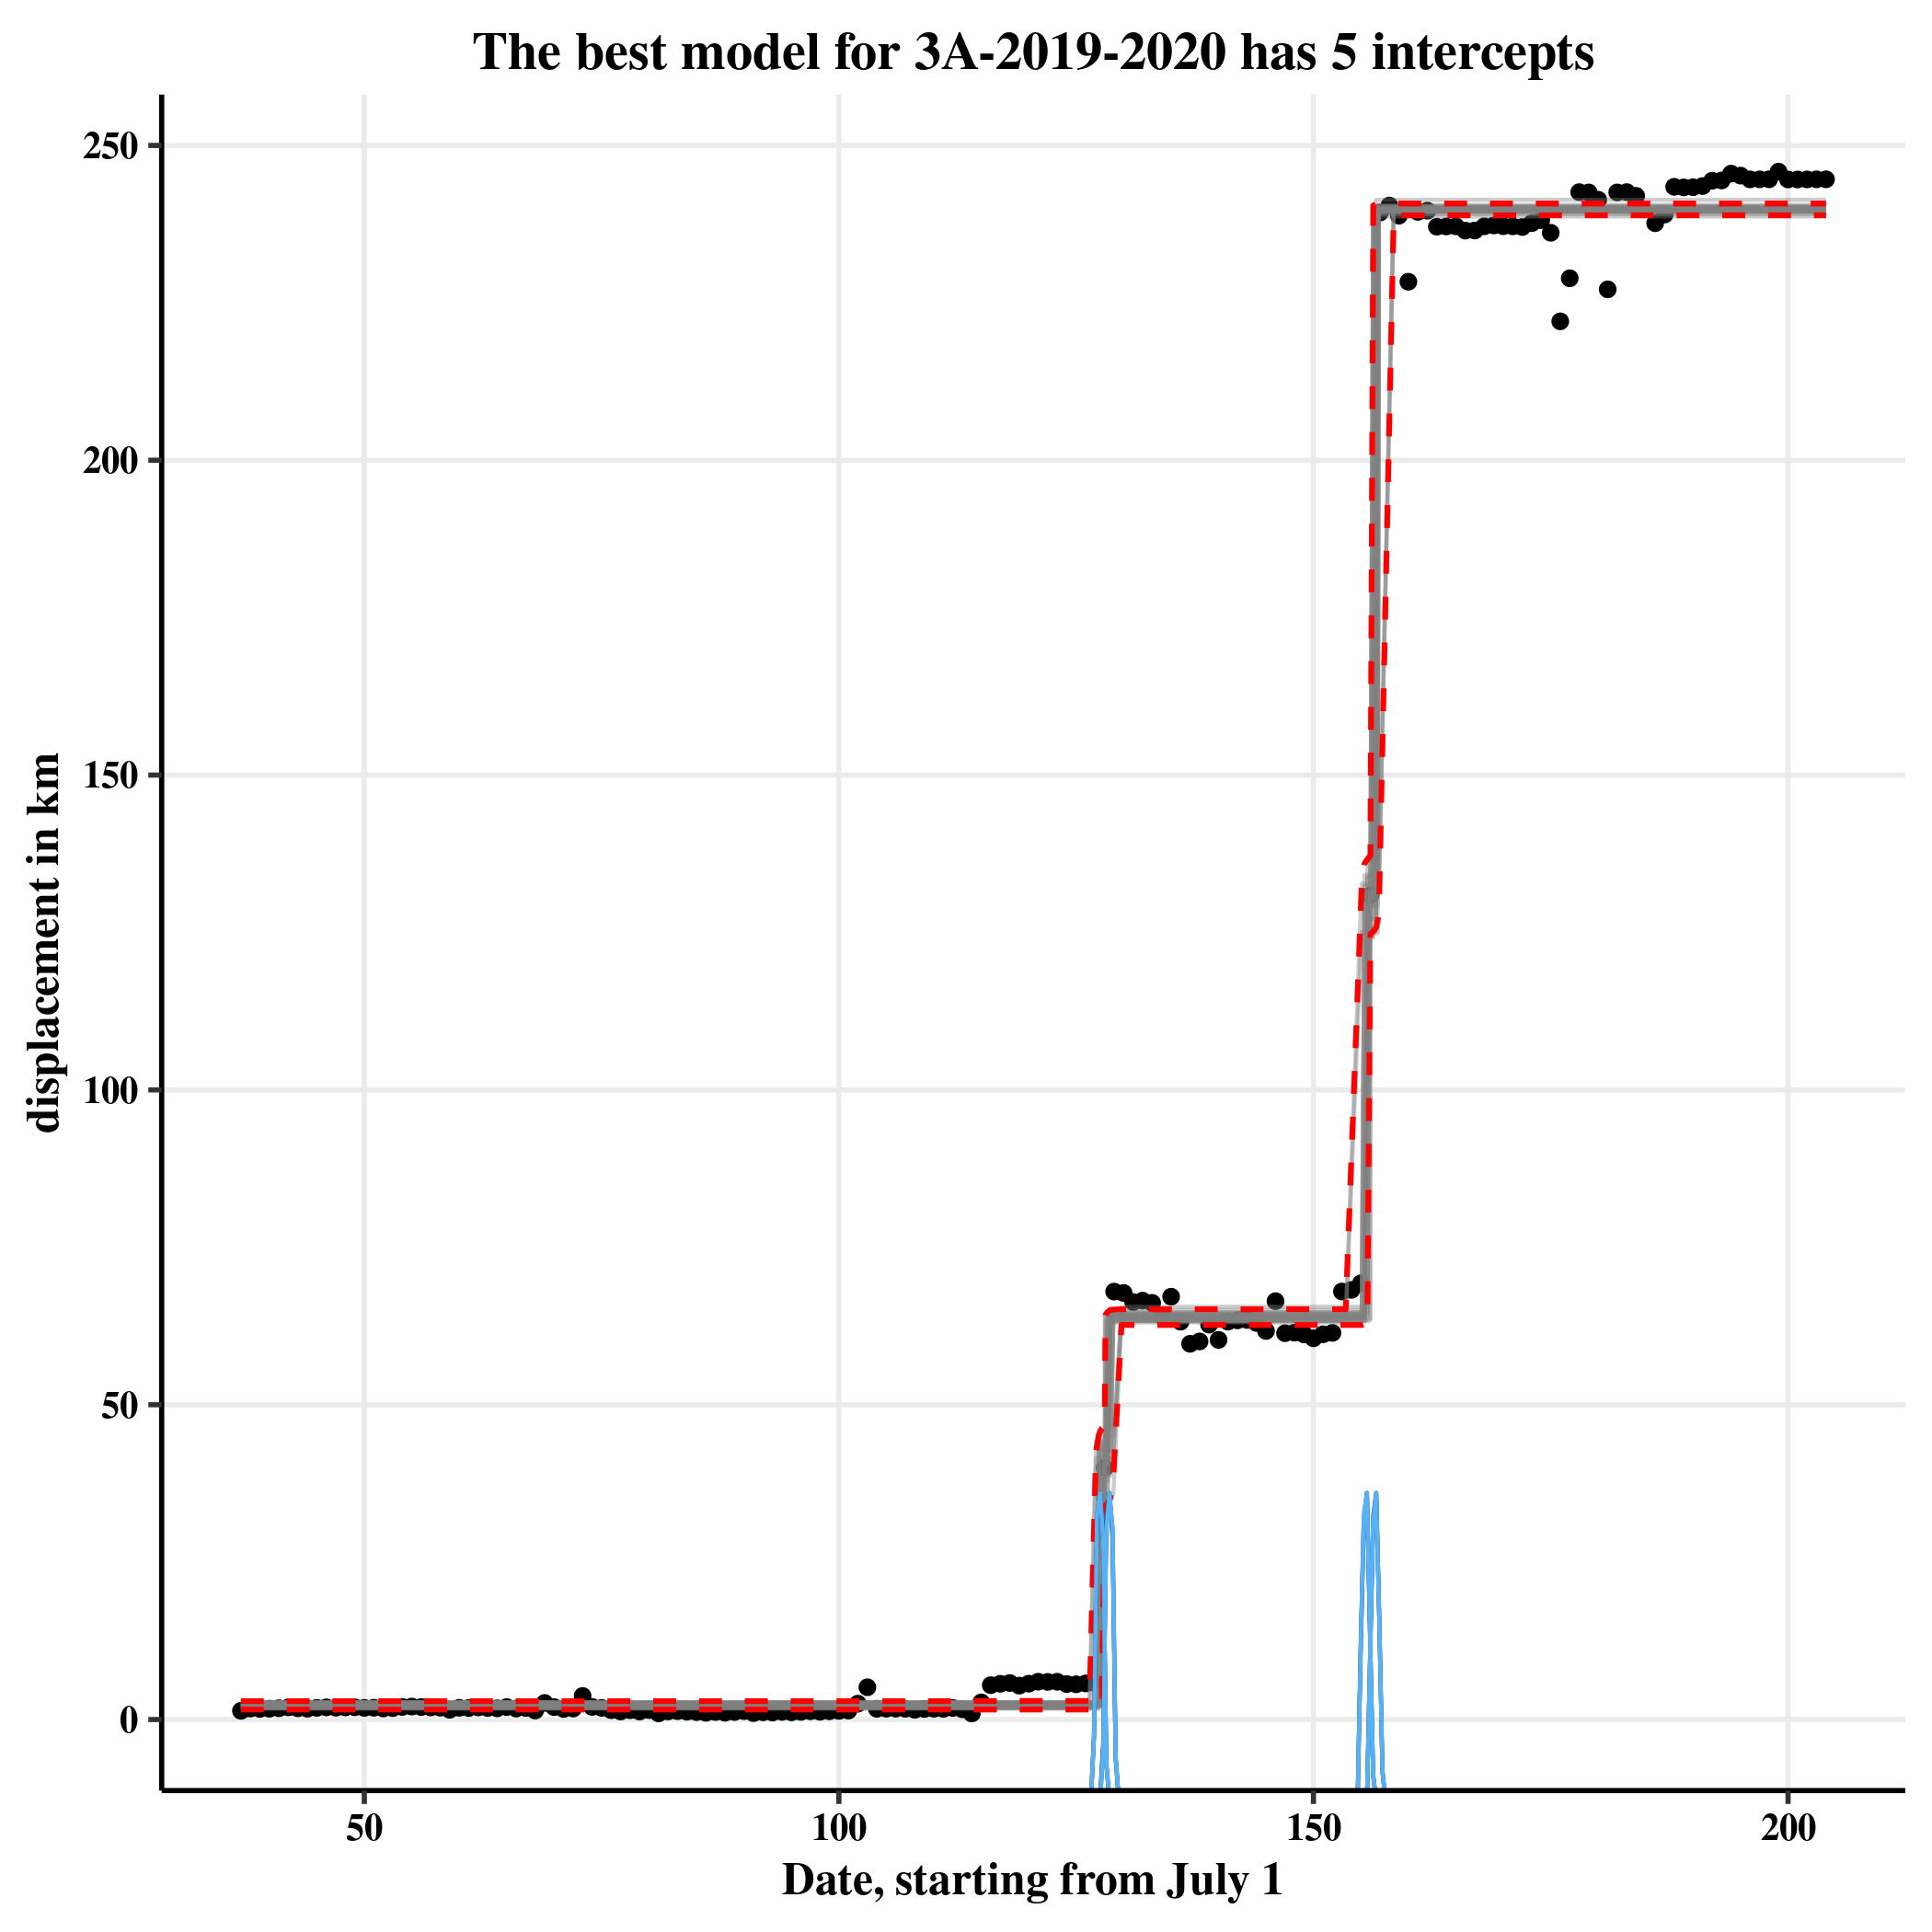 The best model for 3A-2019-2020 has 5 intercepts
250
200
150
100
50
0
displacement in km
50 100 150 200
Date, starting from July 1